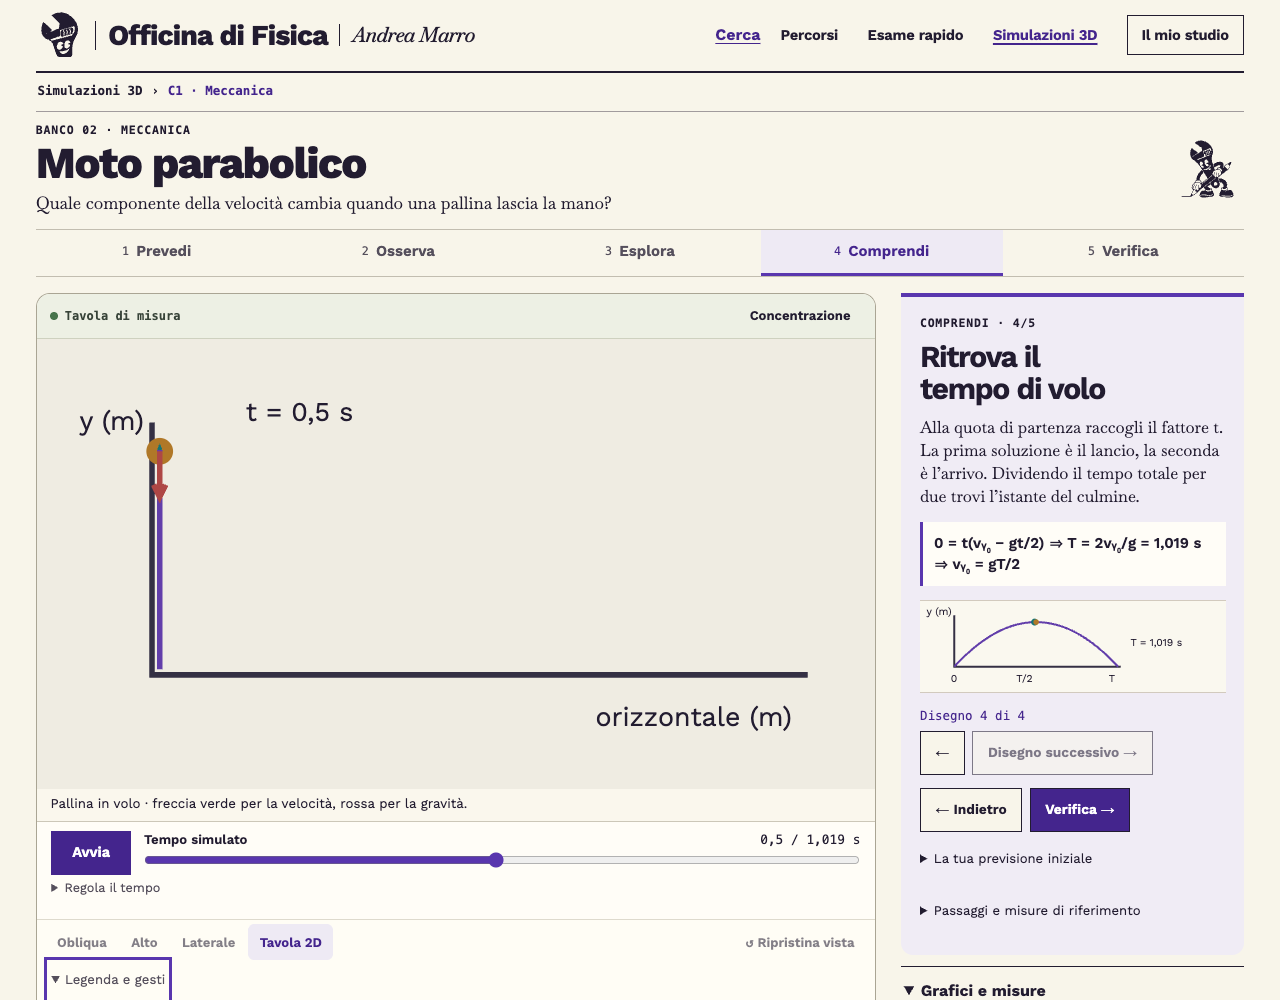 Officina di Fisica
Andrea Marro
Cerca
Percorsi
Esame rapido
Simulazioni 3D
Il mio studio
Simulazioni 3D › C1 · Meccanica
BANCO 02 · MECCANICA
Moto parabolico
Quale componente della velocità cambia quando una pallina lascia la mano?
1 Prevedi
2 Osserva
3 Esplora
4 Comprendi
5 Verifica
Tavola di misura
Concentrazione
y (m)
t = 0,5 s
orizzontale (m)
Pallina in volo · freccia verde per la velocità, rossa per la gravità.
Avvia
Tempo simulato
0,5 / 1,019 s
▶ Regola il tempo
Obliqua
Alto
Laterale
Tavola 2D
↺ Ripristina vista
▼ Legenda e gesti
COMPRENDI · 4/5
Ritrova il
tempo di volo
Alla quota di partenza raccogli il fattore t.
La prima soluzione è il lancio, la seconda
è l’arrivo. Dividendo il tempo totale per
due trovi l’istante del culmine.
0 = t(vY₀ − gt/2) ⇒ T = 2vY₀/g = 1,019 s
⇒ vY₀ = gT/2
y (m)
T = 1,019 s
0
T/2
T
Disegno 4 di 4
←
Disegno successivo →
← Indietro
Verifica →
▶ La tua previsione iniziale
▶ Passaggi e misure di riferimento
▼ Grafici e misure